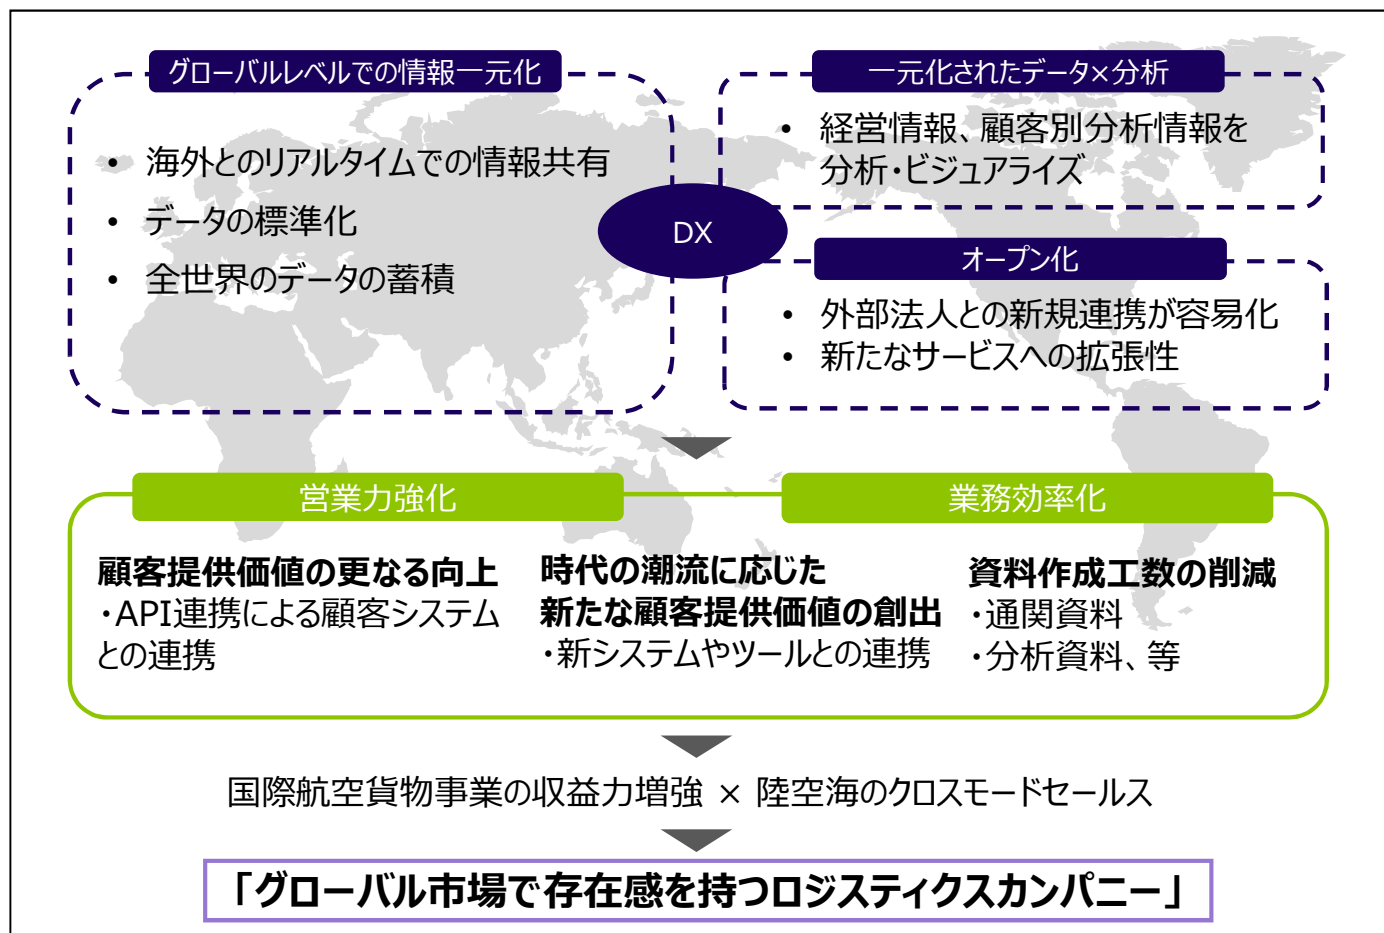 グローバルレベルでの情報一元化
• 海外とのリアルタイムでの情報共有
• データの標準化
• 全世界のデータの蓄積
DX
一元化されたデータ×分析
• 経営情報、顧客別分析情報を
分析・ビジュアライズ
オープン化
• 外部法人との新規連携が容易化
• 新たなサービスへの拡張性
営業力強化
業務効率化
顧客提供価値の更なる向上
・API連携による顧客システム
との連携
時代の潮流に応じた
新たな顧客提供価値の創出
・新システムやツールとの連携
資料作成工数の削減
・通関資料
・分析資料、等
国際航空貨物事業の収益力増強 × 陸空海のクロスモードセールス
「グローバル市場で存在感を持つロジスティクスカンパニー」